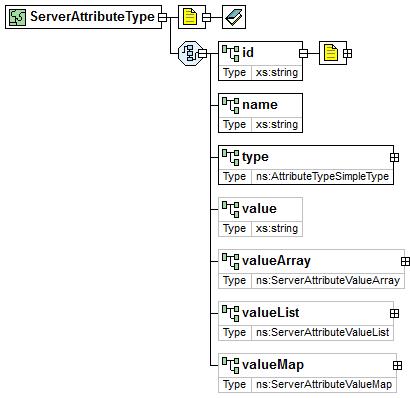 ServerAttributeType
id
Type xs:string
name
Type xs:string
type
Type ns:AttributeTypeSimpleType
value
Type xs:string
valueArray
Type ns:ServerAttributeValueArray
valueList
Type ns:ServerAttributeValueList
valueMap
Type ns:ServerAttributeValueMap